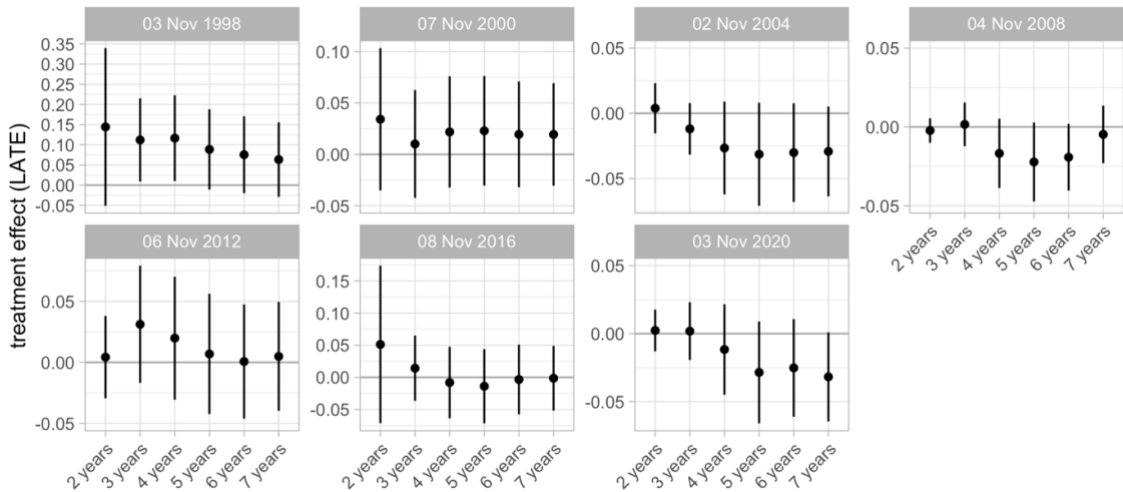 03 Nov 1998
07 Nov 2000
02 Nov 2004
04 Nov 2008
treatment effect (LATE)
0.35
0.30
0.25
0.20
0.15
0.10
0.05
0.00
-0.05
0.10
0.05
0.00
-0.05
0.05
0.00
-0.05
0.05
0.00
-0.05
2 years
3 years
4 years
5 years
6 years
7 years
06 Nov 2012
08 Nov 2016
03 Nov 2020
0.05
0.00
-0.05
0.15
0.10
0.05
0.00
-0.05
0.05
0.00
-0.05
2 years
3 years
4 years
5 years
6 years
7 years
2 years
3 years
4 years
5 years
6 years
7 years
2 years
3 years
4 years
5 years
6 years
7 years